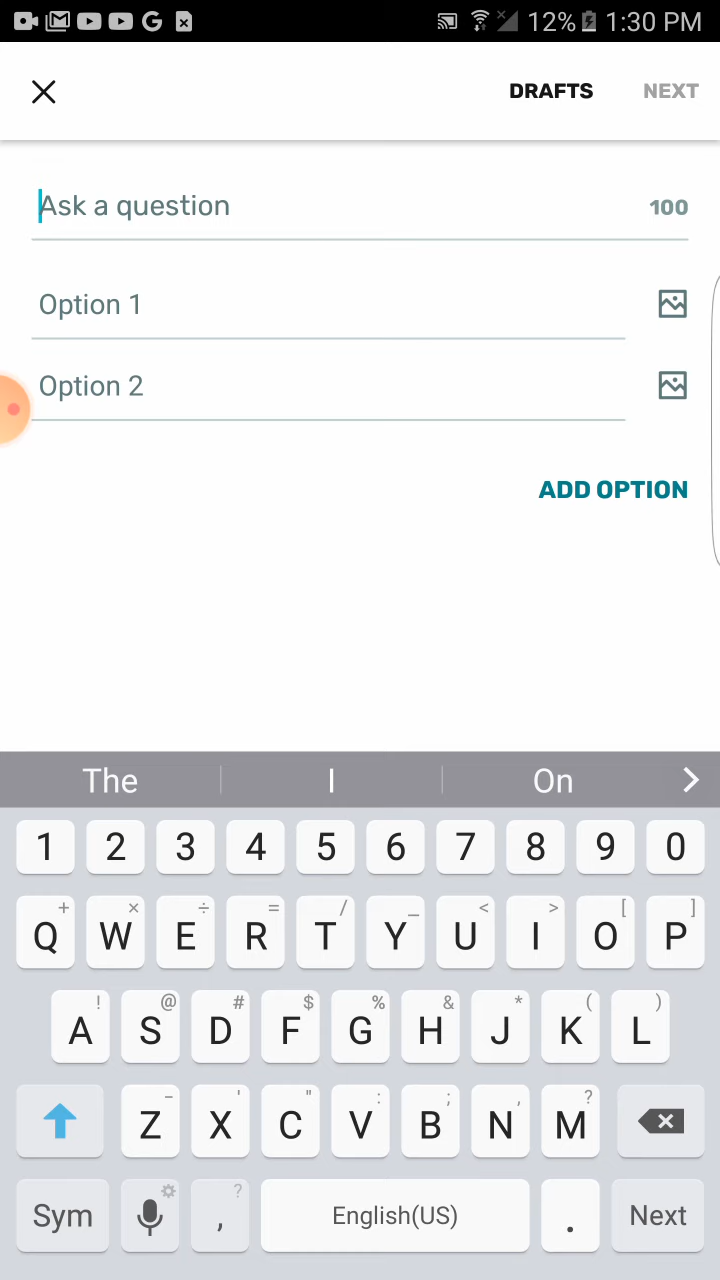 12% 1:30 PM
DRAFTS NEXT
Ask a question 100
Option 1
Option 2
ADD OPTION
The I On
1 2 3 4 5 6 7 8 9 0
+ × ÷ = / _ < > [ ]
Q W E R T Y U I O P
! @ # $ % & * ( )
A S D F G H J K L
- ' " : ; , ?
Z X C V B N M
Sym , ? English(US) . Next